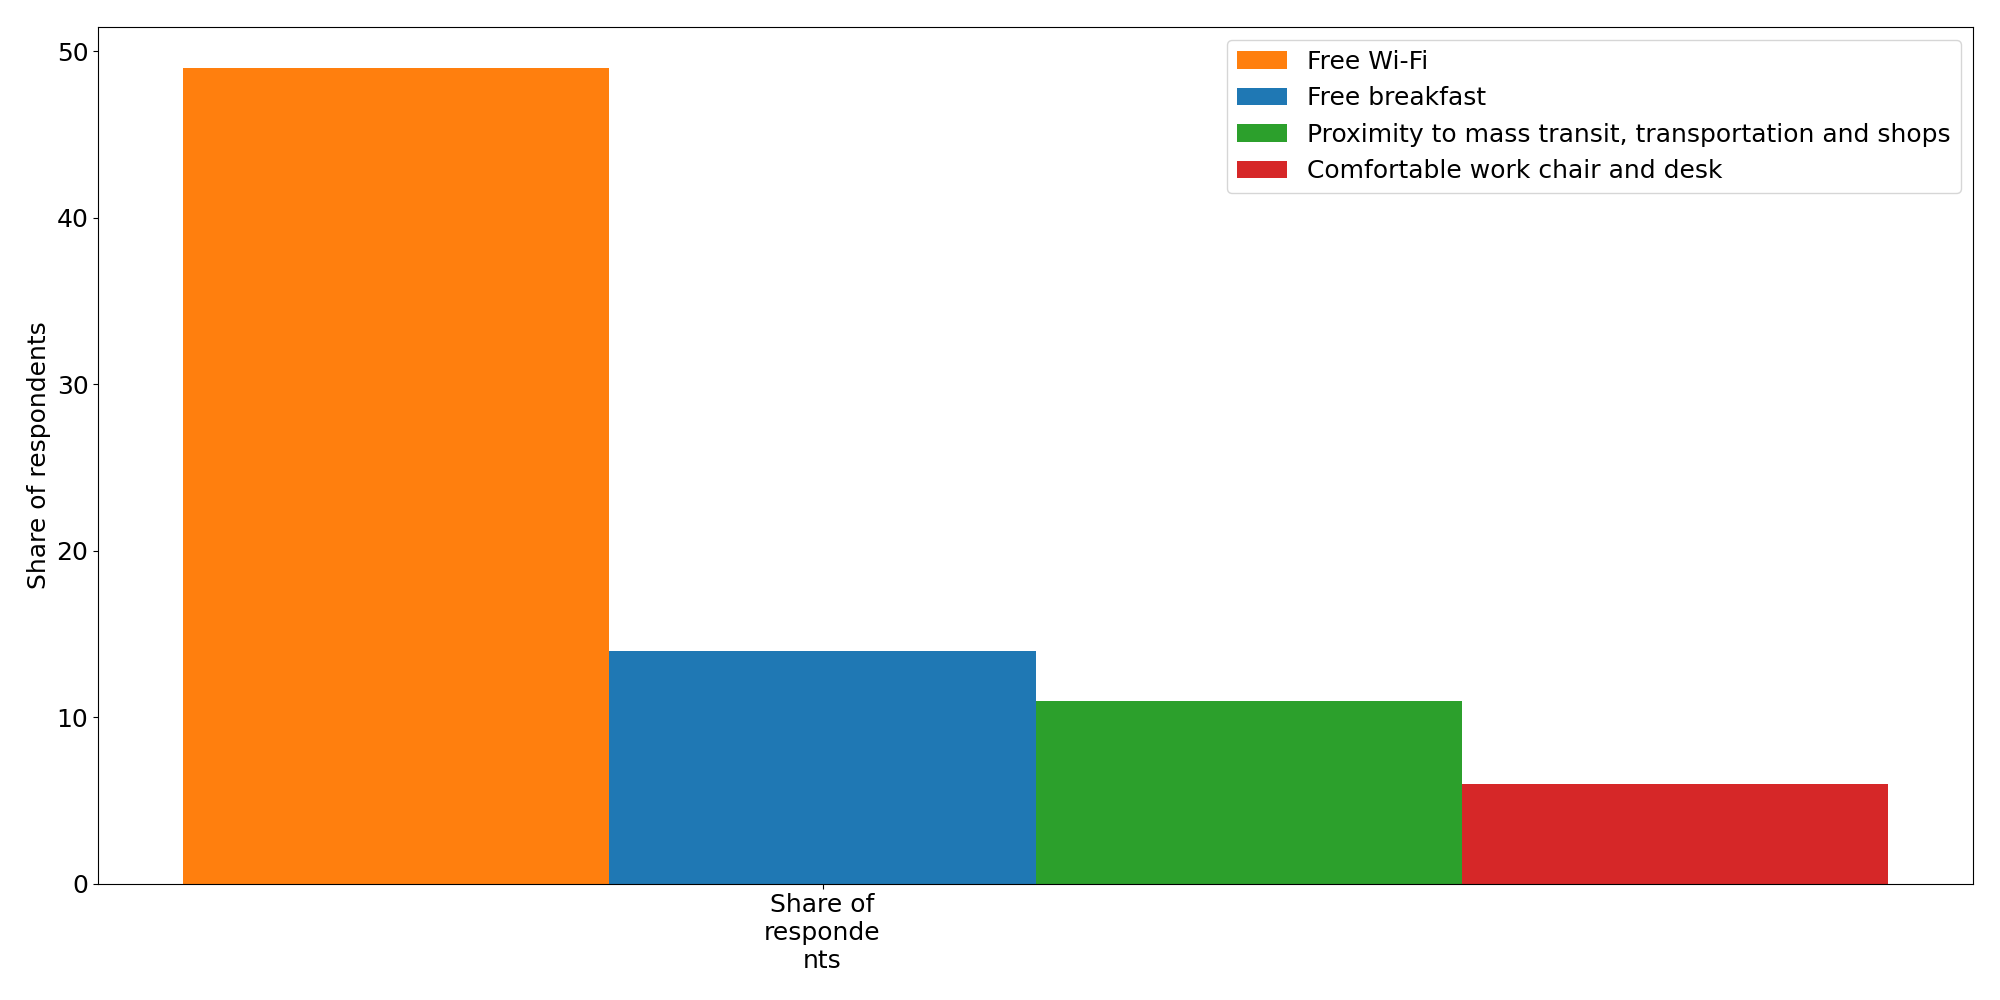 50
40
30
20
10
0
Share of respondents
Free Wi-Fi
Free breakfast
Proximity to mass transit, transportation and shops
Comfortable work chair and desk
Share of
responde
nts